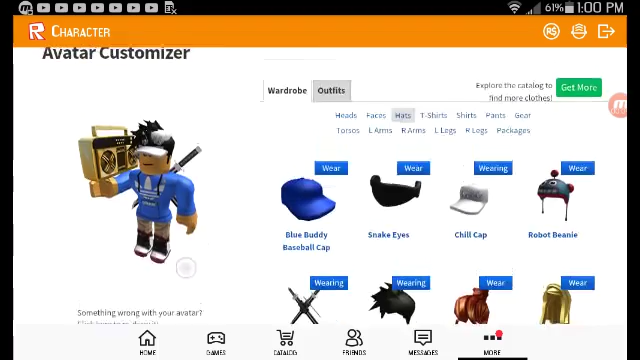 61% 1:00 PM
CHARACTER
R$
Avatar Customizer
Wardrobe
Outfits
Explore the catalog to
find more clothes!
Get More
Heads Faces Hats T-Shirts Shirts Pants Gear
Torsos L Arms R Arms L Legs R Legs Packages
Wear Wear Wearing Wear
Blue Buddy
Baseball Cap
Snake Eyes
Chill Cap
Robot Beanie
Wearing Wearing Wear Wear
Something wrong with your avatar?
HOME GAMES CATALOG FRIENDS MESSAGES MORE